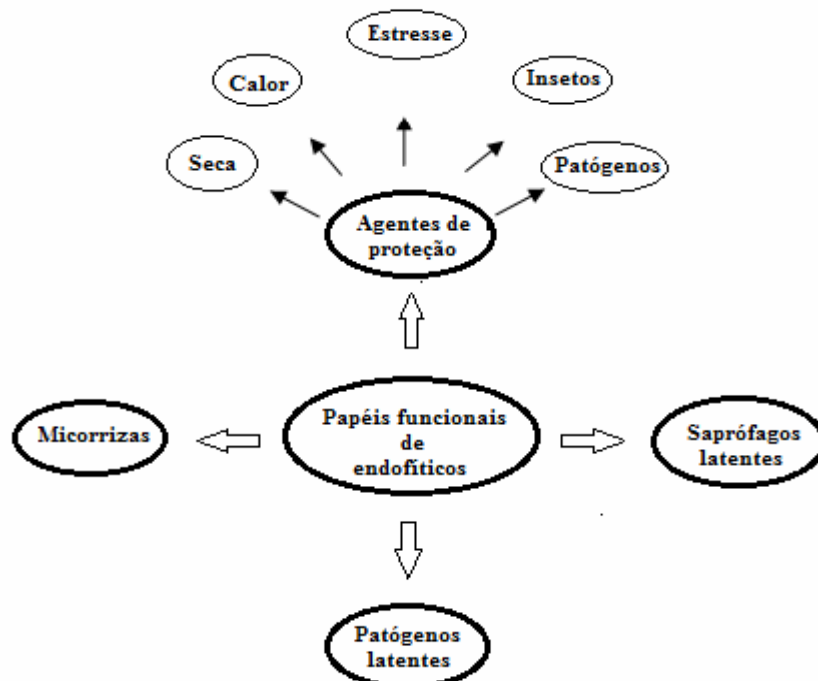 Estresse
Calor
Insetos
Seca
Patógenos
Agentes de
proteção
Micorrizas
Papéis funcionais
de
endofíticos
Saprófagos
latentes
Patógenos
latentes